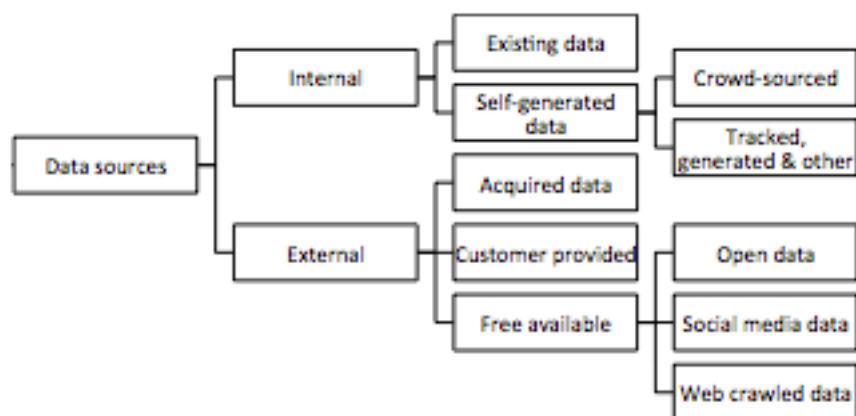 Data sources
Internal
Existing data
Self-generated
data
Crowd-sourced
Tracked,
generated & other
External
Acquired data
Customer provided
Free available
Open data
Social media data
Web crawled data